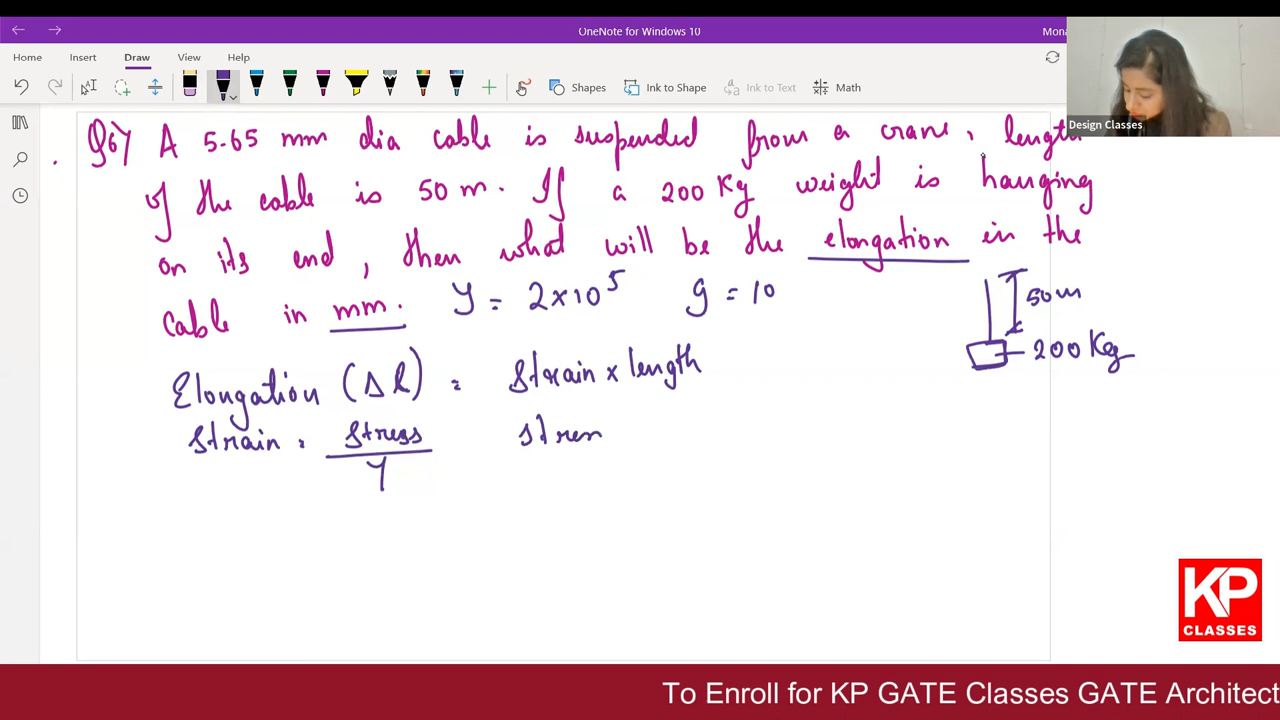 OneNote for Windows 10
Mona
Home Insert Draw View Help
Shapes Ink to Shape Ink to Text Math
Design Classes
Q6) A 5.65 mm dia cable is suspended from a crane, length
of the cable is 50 m. If a 200 Kg weight is hanging
on its end, then what will be the elongation in the
cable in mm. Y = 2×10⁵ g = 10
50m
200 Kg
Elongation (Δl) = Strain × length
Strain = Stress / Y
KP
CLASSES
To Enroll for KP GATE Classes GATE Architect